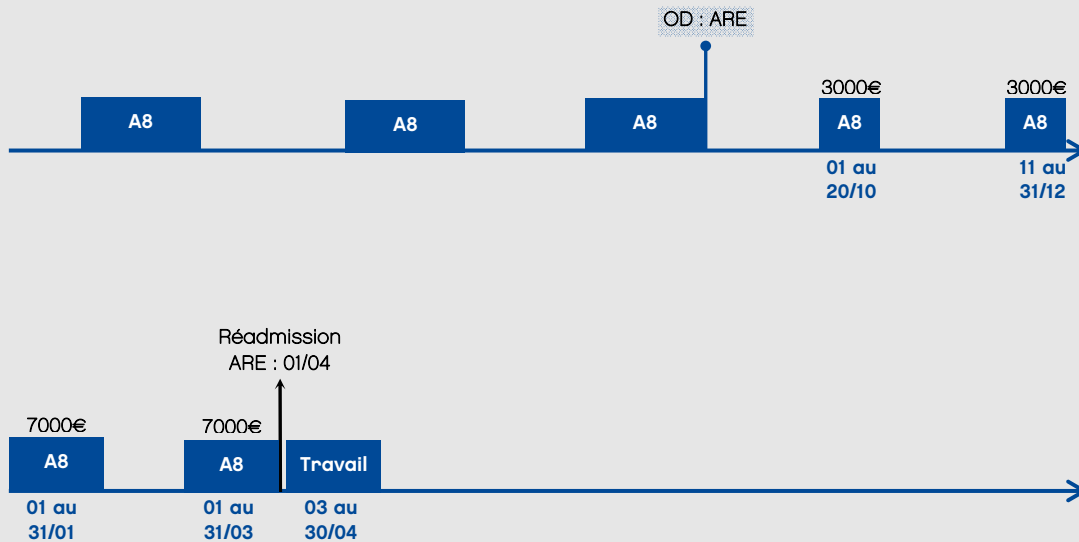 OD : ARE
3000€
3000€
A8
A8
A8
A8
A8
01 au
11 au
20/10
31/12
Réadmission
ARE : 01/04
7000€
7000€
A8
A8
Travail
01 au
01 au
03 au
31/01
31/03
30/04